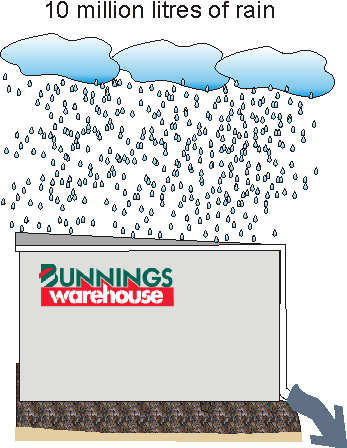 10 million litres of rain
BUNNINGS
warehouse